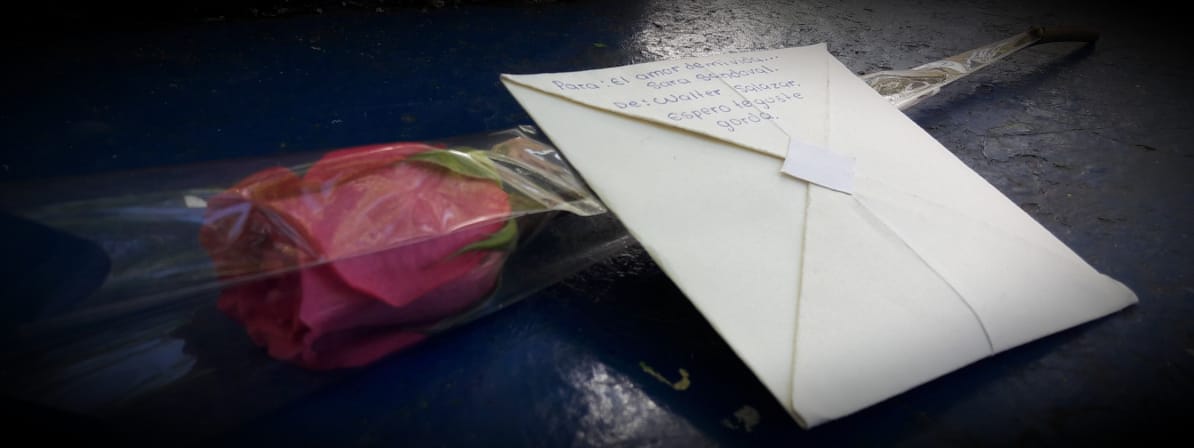 Para: El amor de mi vida...
Sara Sandoval.
De: Walter Salazar.
Espero te guste
gorda.